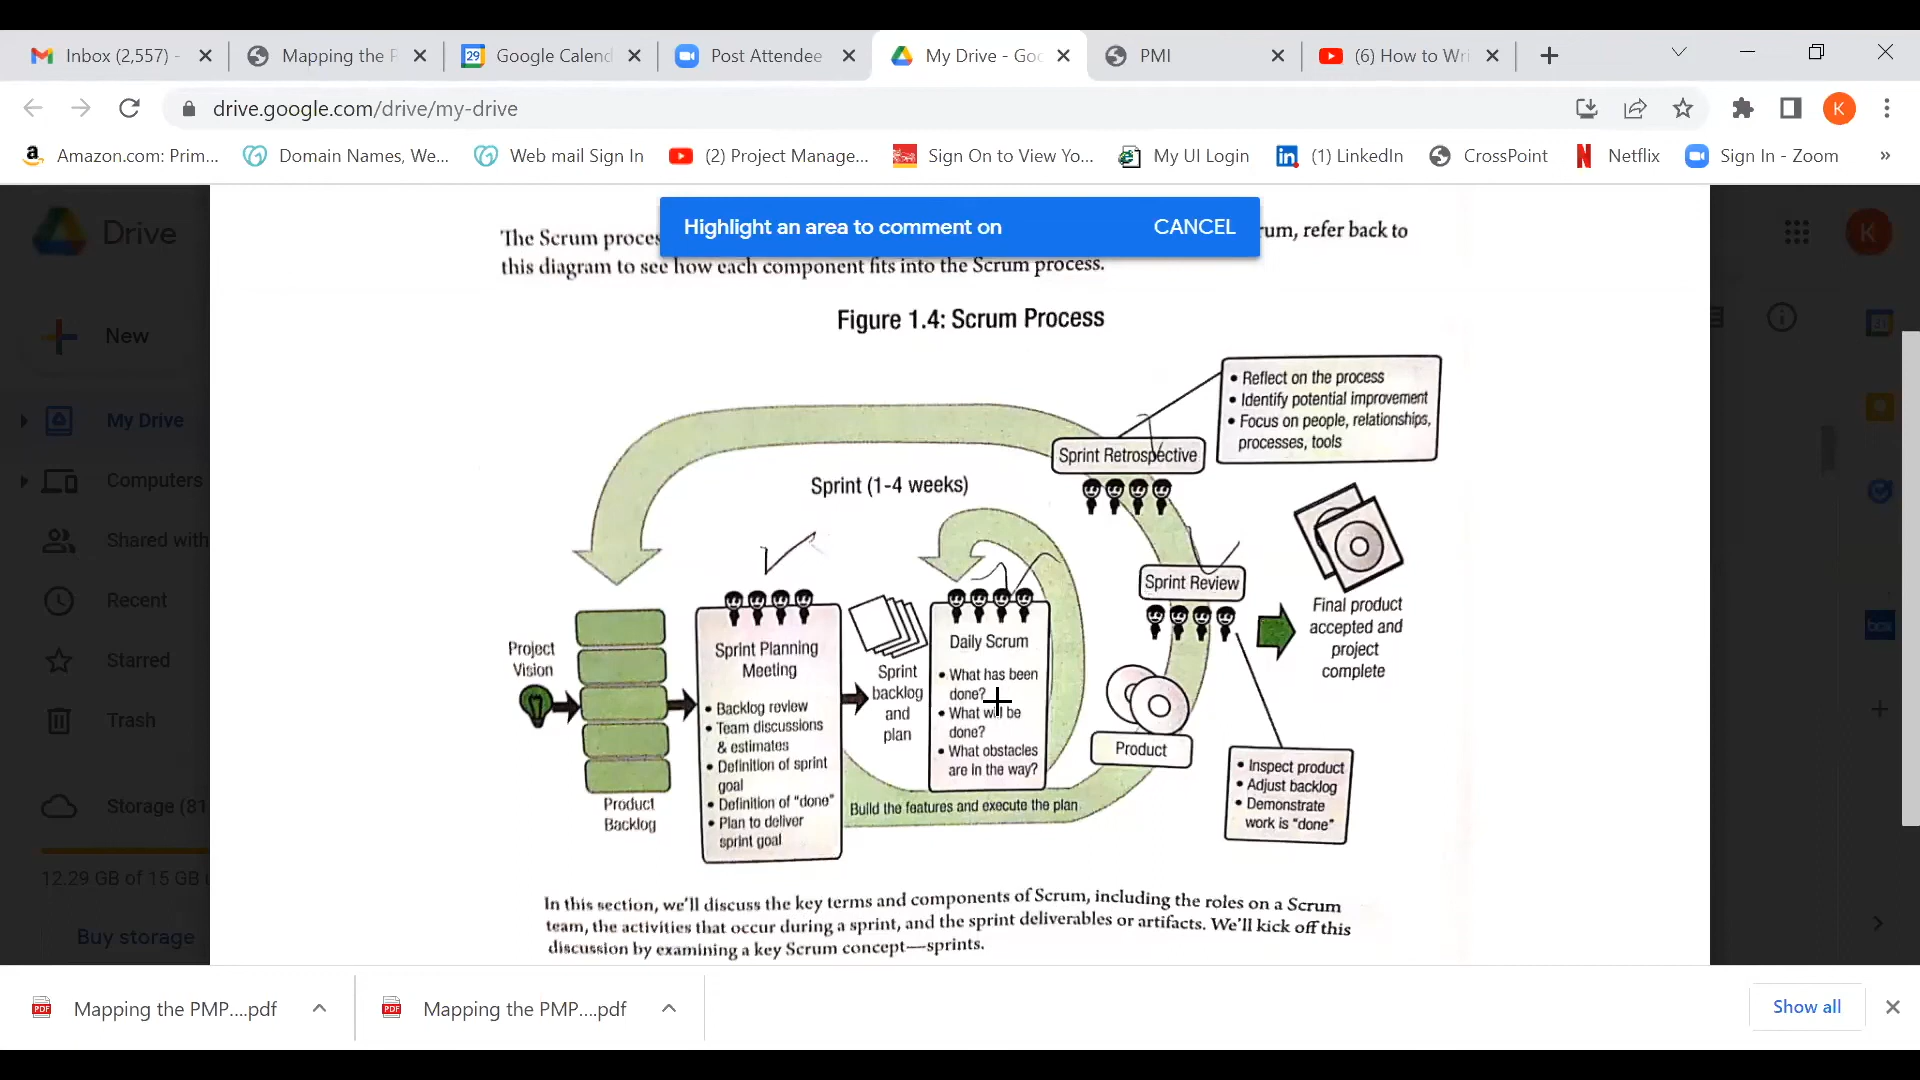 Inbox (2,557) -
Mapping the P
Google Calend
Post Attendee
My Drive - Goo
PMI
(6) How to Wri
drive.google.com/drive/my-drive
K
Amazon.com: Prim...
Domain Names, We...
Web mail Sign In
(2) Project Manage...
Sign On to View Yo...
My UI Login
(1) LinkedIn
CrossPoint
Netflix
Sign In - Zoom
»
Drive
K
Highlight an area to comment on
CANCEL
The Scrum proces
rum, refer back to
this diagram to see how each component fits into the Scrum process.
New
My Drive
Computers
Shared with
Recent
Starred
Trash
Storage (81
12.29 GB of 15 GB
Buy storage
Figure 1.4: Scrum Process
• Reflect on the process
• Identify potential improvement
• Focus on people, relationships,
processes, tools
Sprint Retrospective
Sprint (1-4 weeks)
Sprint Review
Final product
accepted and
project
complete
Project
Vision
Product
Backlog
Sprint Planning
Meeting
• Backlog review
• Team discussions
& estimates
• Definition of sprint
goal
• Definition of "done"
• Plan to deliver
sprint goal
Sprint
backlog
and
plan
Daily Scrum
• What has been
done?
• What will be
done?
• What obstacles
are in the way?
Product
• Inspect product
• Adjust backlog
• Demonstrate
work is "done"
Build the features and execute the plan
In this section, we'll discuss the key terms and components of Scrum, including the roles on a Scrum
team, the activities that occur during a sprint, and the sprint deliverables or artifacts. We'll kick off this
discussion by examining a key Scrum concept—sprints.
Mapping the PMP....pdf
Mapping the PMP....pdf
Show all